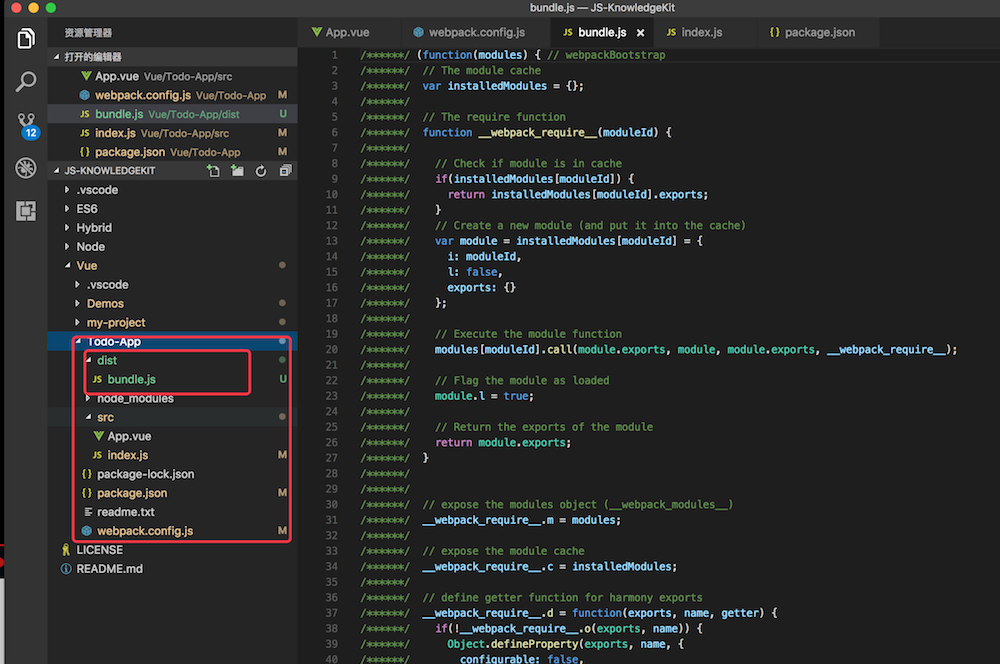 bundle.js — JS-KnowledgeKit
资源管理器
打开的编辑器
App.vue Vue/Todo-App/src
webpack.config.js Vue/Todo-App M
JS bundle.js Vue/Todo-App/dist U
JS index.js Vue/Todo-App/src M
{} package.json Vue/Todo-App M
JS-KNOWLEDGEKIT
.vscode
ES6
Hybrid
Node
Vue
.vscode
Demos
my-project
Todo-App
dist
JS bundle.js U
node_modules
src
App.vue
JS index.js M
{} package-lock.json
{} package.json M
readme.txt
webpack.config.js M
LICENSE
README.md
12
App.vue webpack.config.js JS bundle.js × JS index.js {} package.json
1 /******/ (function(modules) { // webpackBootstrap
2 /******/ // The module cache
3 /******/ var installedModules = {};
4 /******/
5 /******/ // The require function
6 /******/ function __webpack_require__(moduleId) {
7 /******/
8 /******/ // Check if module is in cache
9 /******/ if(installedModules[moduleId]) {
10 /******/ return installedModules[moduleId].exports;
11 /******/ }
12 /******/ // Create a new module (and put it into the cache)
13 /******/ var module = installedModules[moduleId] = {
14 /******/ i: moduleId,
15 /******/ l: false,
16 /******/ exports: {}
17 /******/ };
18 /******/
19 /******/ // Execute the module function
20 /******/ modules[moduleId].call(module.exports, module, module.exports, __webpack_require__);
21 /******/
22 /******/ // Flag the module as loaded
23 /******/ module.l = true;
24 /******/
25 /******/ // Return the exports of the module
26 /******/ return module.exports;
27 /******/ }
28 /******/
29 /******/
30 /******/ // expose the modules object (__webpack_modules__)
31 /******/ __webpack_require__.m = modules;
32 /******/
33 /******/ // expose the module cache
34 /******/ __webpack_require__.c = installedModules;
35 /******/
36 /******/ // define getter function for harmony exports
37 /******/ __webpack_require__.d = function(exports, name, getter) {
38 /******/ if(!__webpack_require__.o(exports, name)) {
39 /******/ Object.defineProperty(exports, name, {
40 /******/ configurable: false,